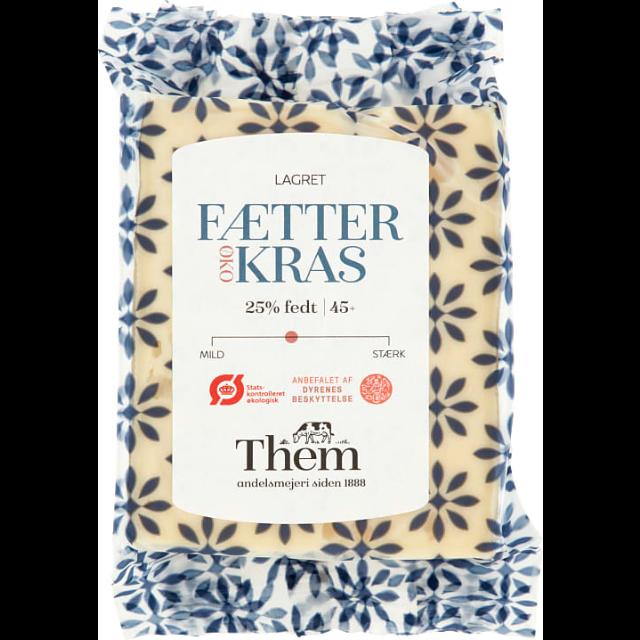 LAGRET
FÆTTER
ØKO KRAS
25% fedt | 45+
MILD STÆRK
Stats-
kontrolleret
økologisk
ANBEFALET AF
DYRENES
BESKYTTELSE
Ø
Them
andelsmejeri siden 1888